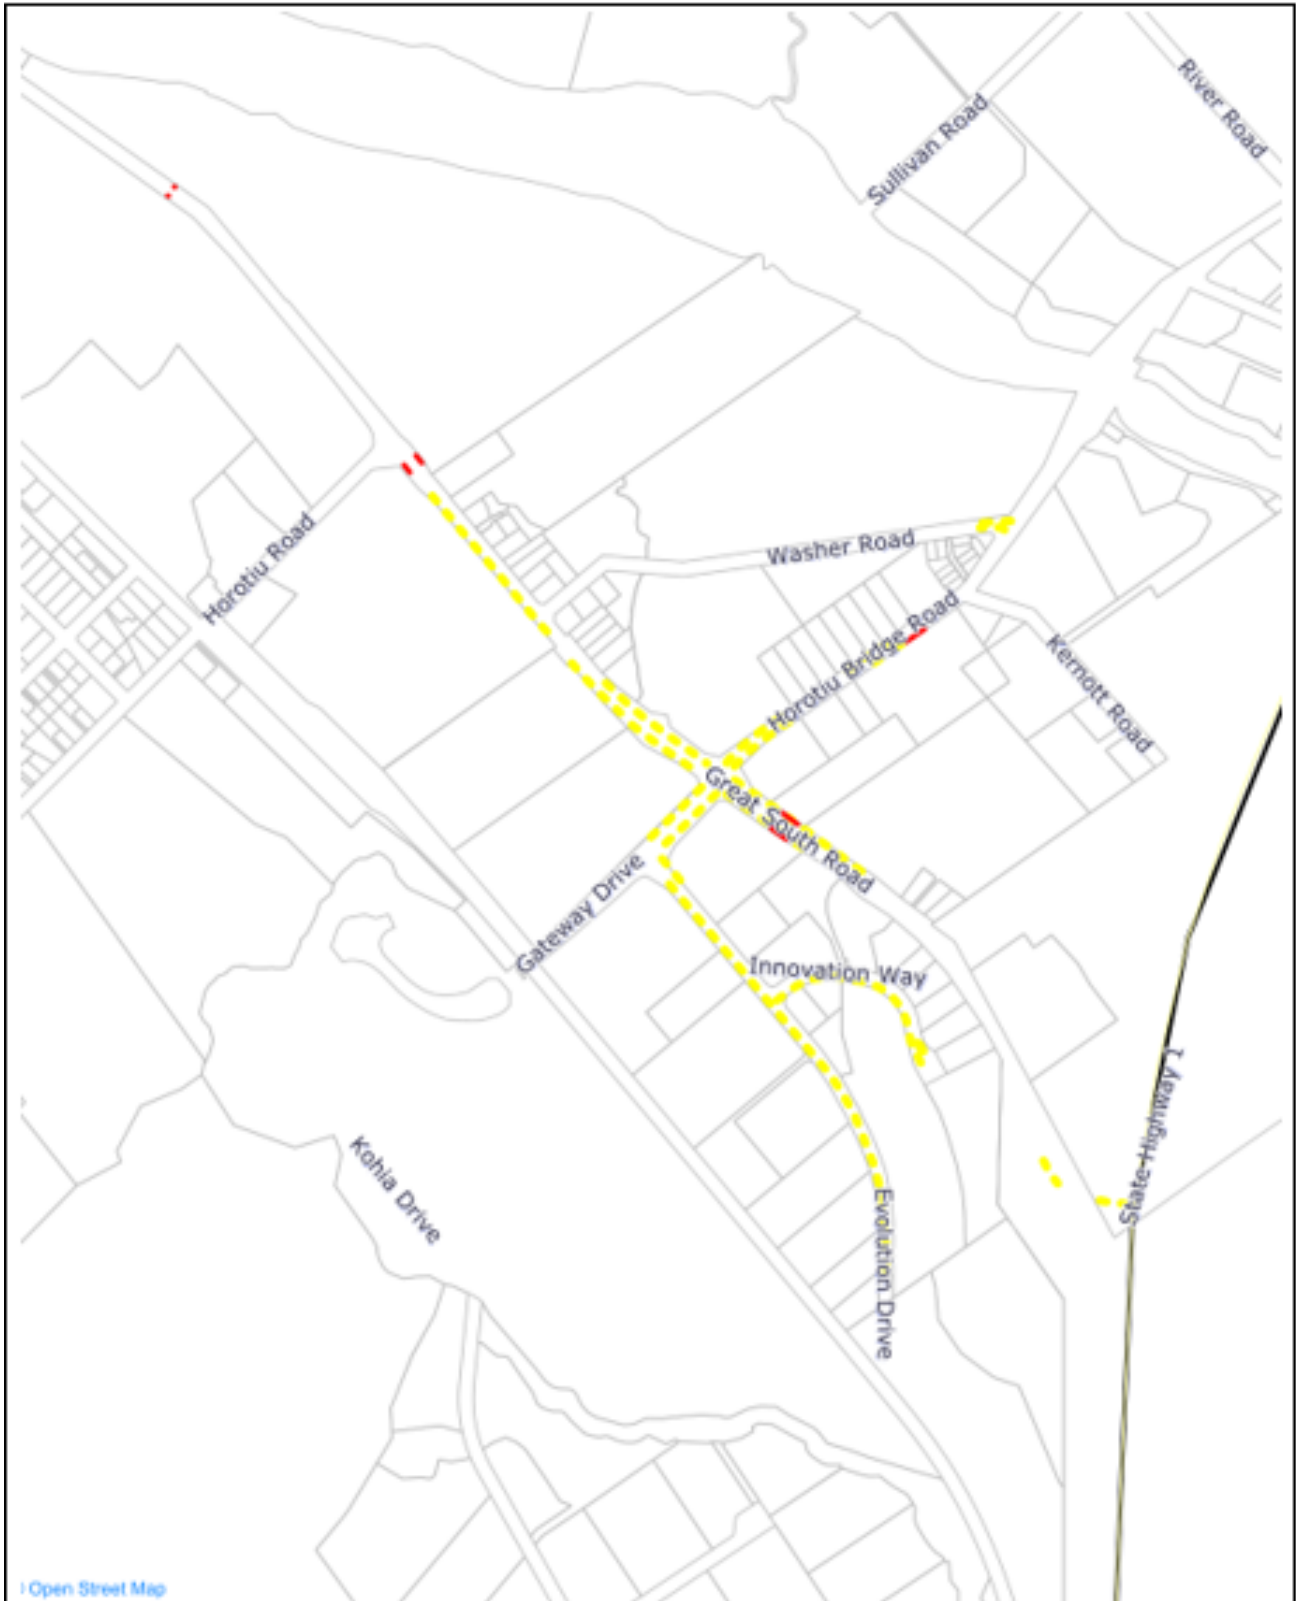 River Road
Sullivan Road
Horotiu Road
Washer Road
Horotiu Bridge Road
Kernott Road
Great South Road
Gateway Drive
Innovation Way
State Highway 1
Kohia Drive
Evolution Drive
Open Street Map